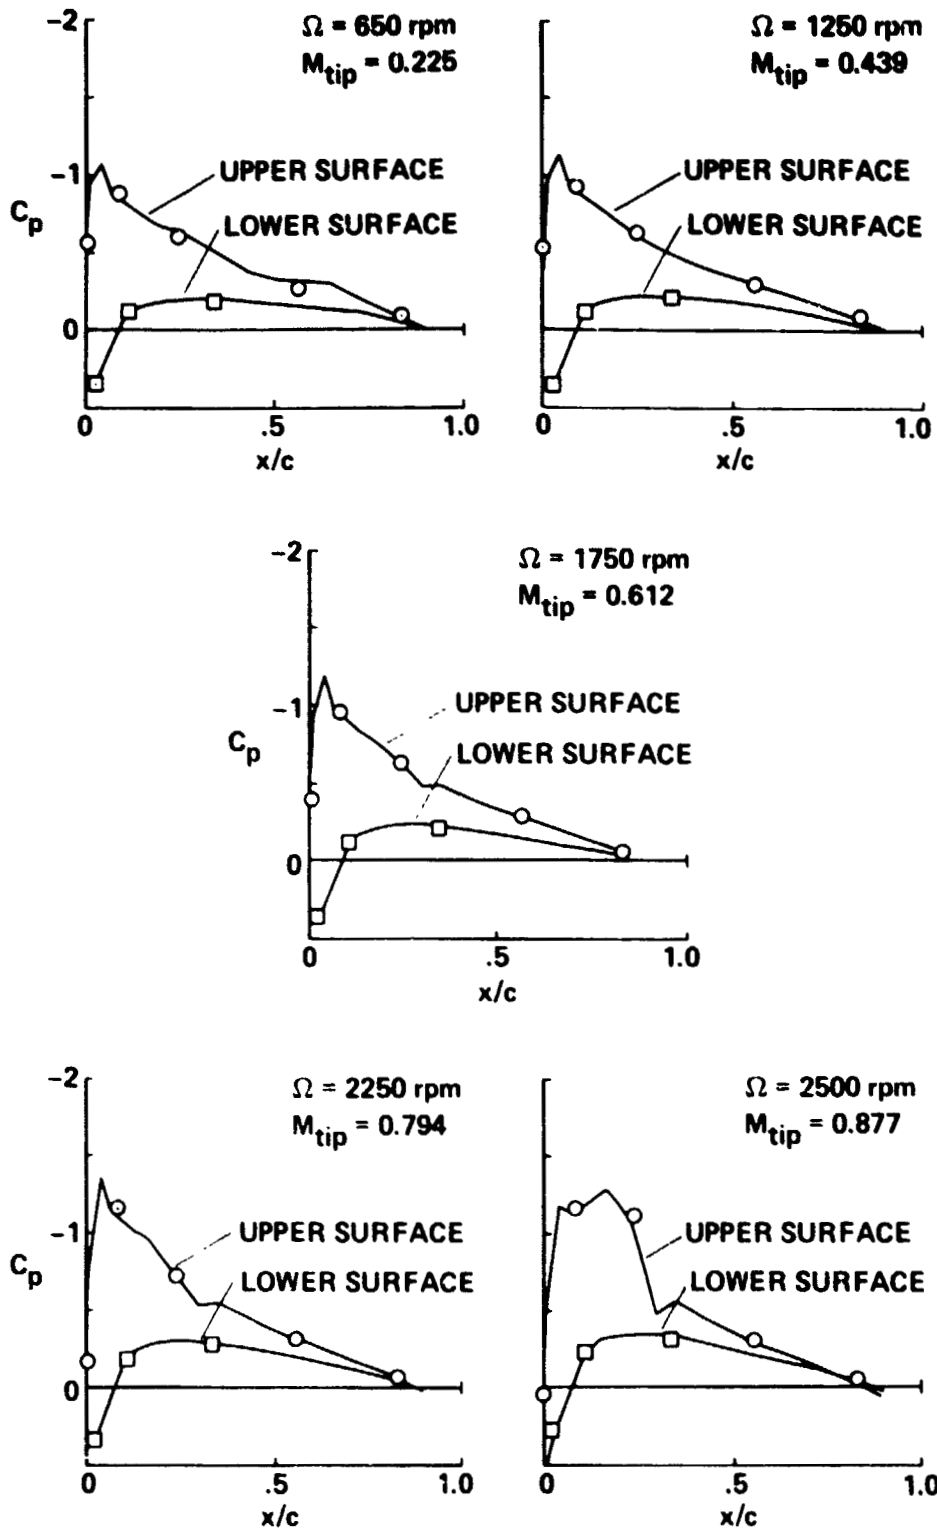 Ω = 650 rpm
M_tip = 0.225
-2
-1
0
C_p
UPPER SURFACE
LOWER SURFACE
0
.5
1.0
x/c
Ω = 1250 rpm
M_tip = 0.439
UPPER SURFACE
LOWER SURFACE
0
.5
1.0
x/c
Ω = 1750 rpm
M_tip = 0.612
-2
-1
0
C_p
UPPER SURFACE
LOWER SURFACE
0
.5
1.0
x/c
Ω = 2250 rpm
M_tip = 0.794
-2
-1
0
C_p
UPPER SURFACE
LOWER SURFACE
0
.5
1.0
x/c
Ω = 2500 rpm
M_tip = 0.877
UPPER SURFACE
LOWER SURFACE
0
.5
1.0
x/c